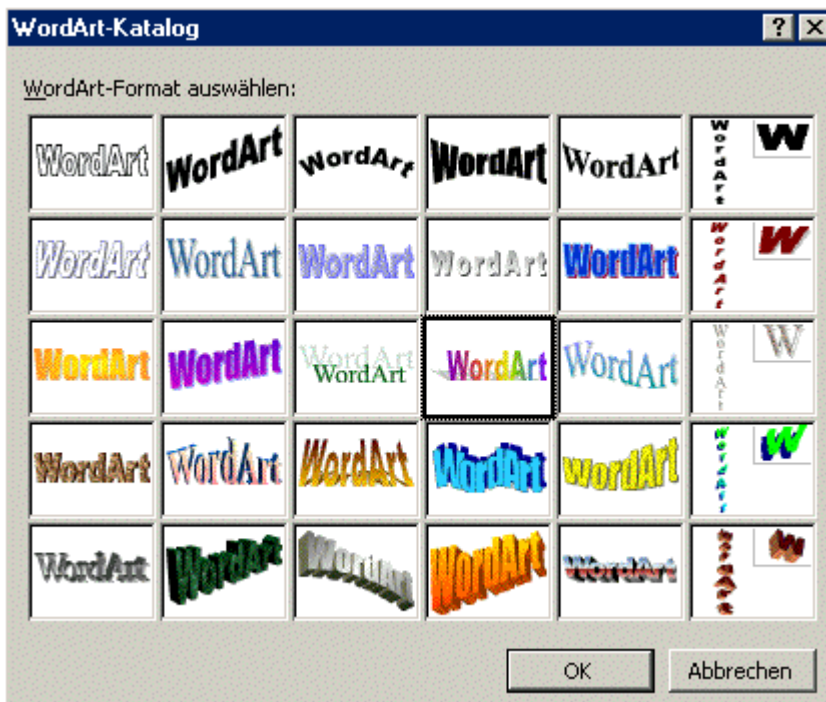 WordArt-Katalog ? X
WordArt-Format auswählen:
WordArt WordArt WordArt WordArt WordArt WordArt W
WordArt WordArt WordArt WordArt WordArt WordArt W
WordArt WordArt WordArt WordArt WordArt WordArt WordArt W
WordArt WordArt WordArt WordArt WordArt WordArt W
WordArt WordArt WordArt WordArt WordArt WordArt W
OK Abbrechen